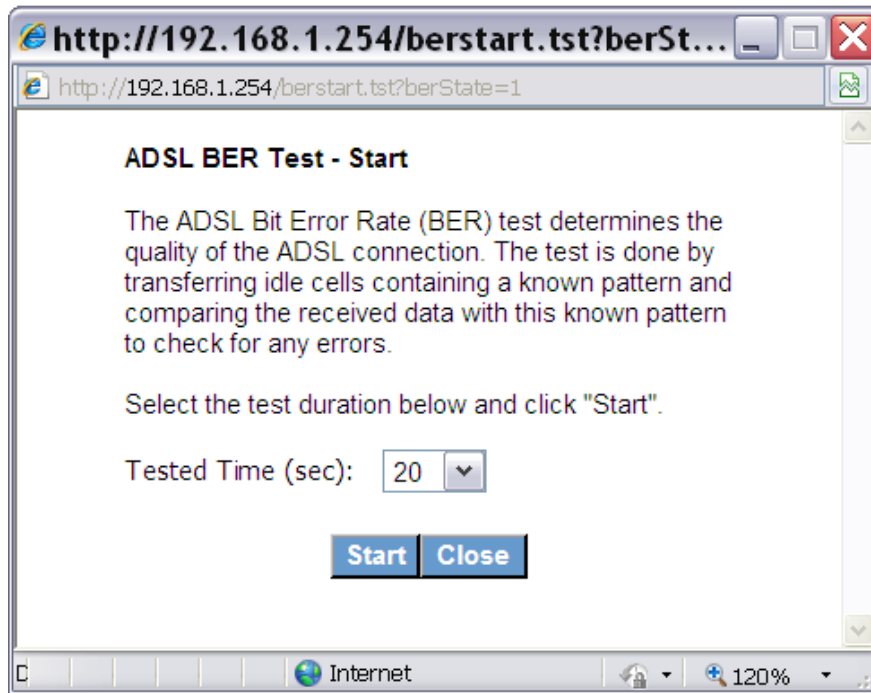 http://192.168.1.254/berstart.tst?berSt...
http://192.168.1.254/berstart.tst?berState=1
ADSL BER Test - Start
The ADSL Bit Error Rate (BER) test determines the
quality of the ADSL connection. The test is done by
transferring idle cells containing a known pattern and
comparing the received data with this known pattern
to check for any errors.
Select the test duration below and click "Start".
Tested Time (sec): 20
Start Close
Internet 120%